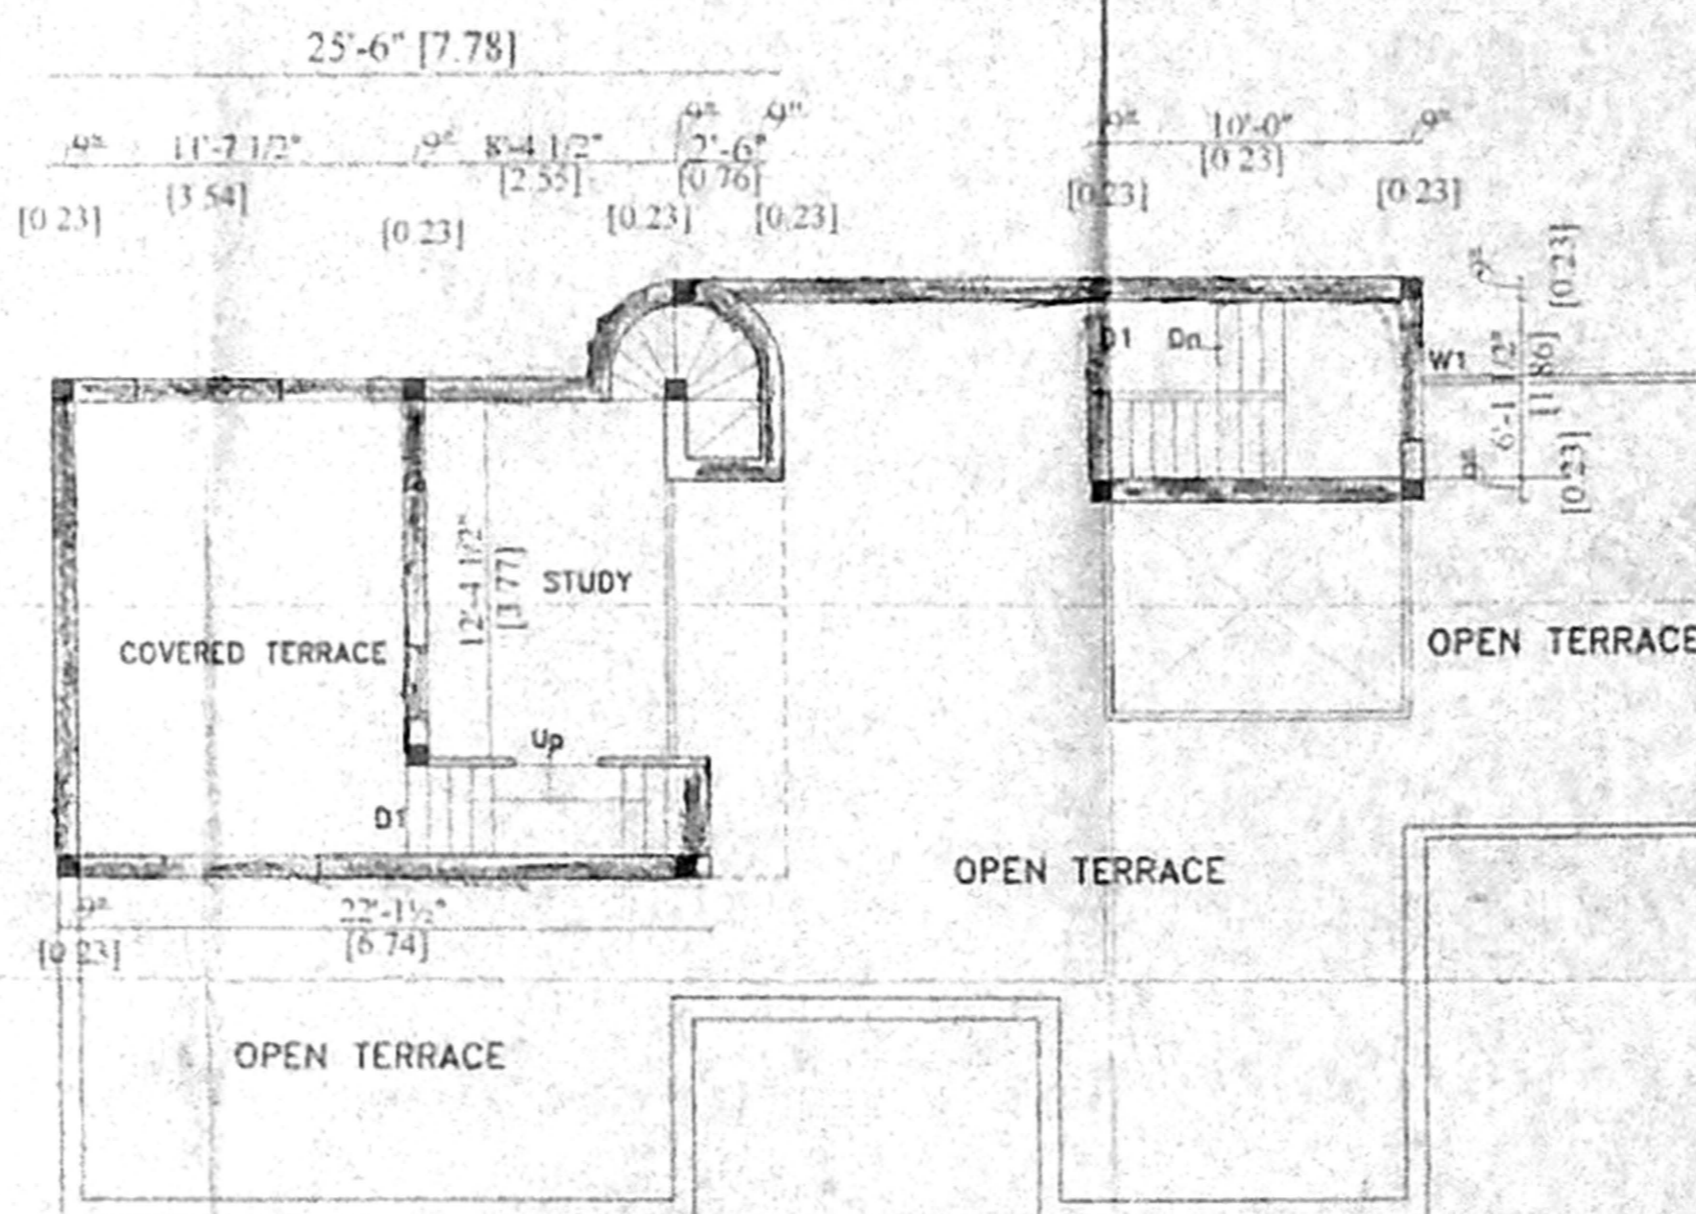 25'-6" [7.78]
9" 9"
9" 11'-7 1/2" 9" 8'-4 1/2" 2'-6" 9" 10'-0" 9"
[3.54] [2.55] [0.76] [0.23]
[0.23] [0.23] [0.23] [0.23] [0.23] [0.23]
9" [0.23]
D1 Dn
W1
6'-1 1/2" [1.86]
9" [0.23]
12'-4 1/2"
[3.77]
STUDY
COVERED TERRACE
OPEN TERRACE
Up
D1
OPEN TERRACE
9" 22'-1½"
[0.23] [6.74]
OPEN TERRACE